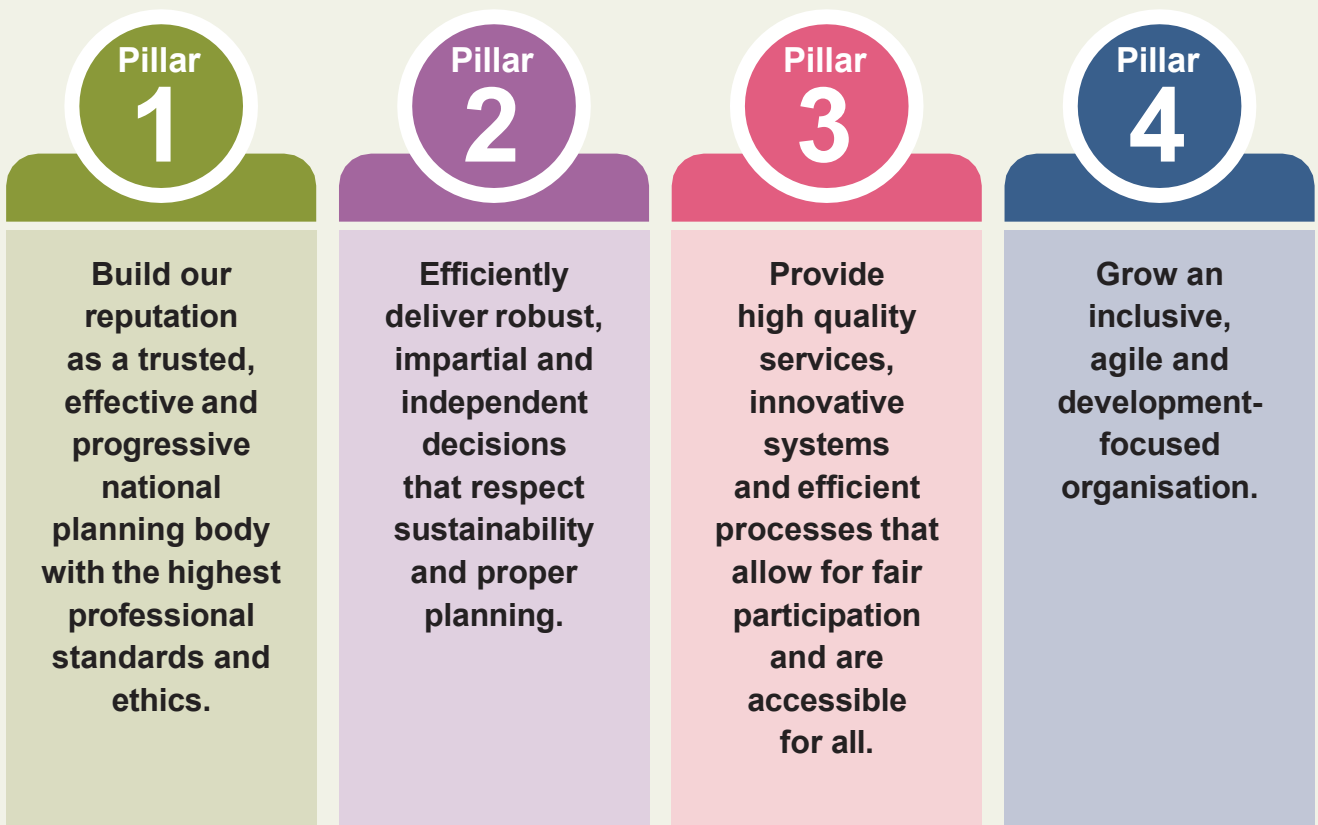 Pillar
1
Build our
reputation
as a trusted,
effective and
progressive
national
planning body
with the highest
professional
standards and
ethics.
Pillar
2
Efficiently
deliver robust,
impartial and
independent
decisions
that respect
sustainability
and proper
planning.
Pillar
3
Provide
high quality
services,
innovative
systems
and efficient
processes that
allow for fair
participation
and are
accessible
for all.
Pillar
4
Grow an
inclusive,
agile and
development-
focused
organisation.